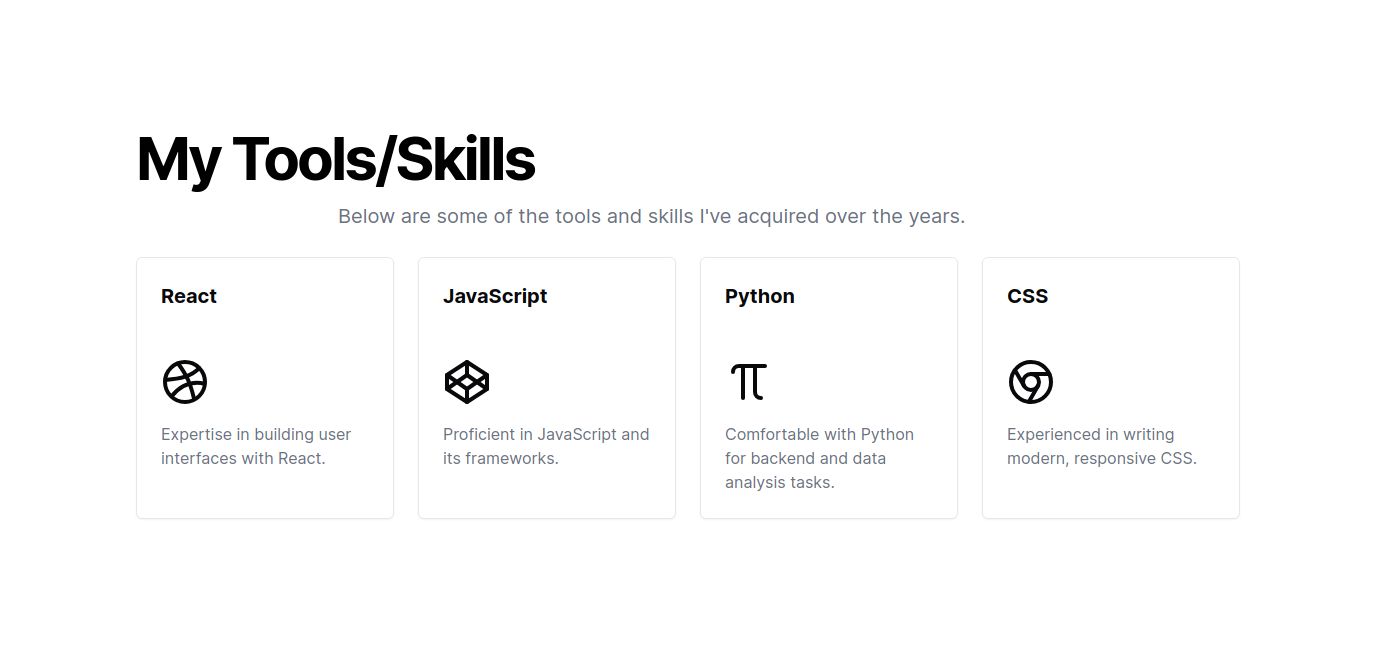 My Tools/Skills
Below are some of the tools and skills I've acquired over the years.
React
Expertise in building user
interfaces with React.
JavaScript
Proficient in JavaScript and
its frameworks.
Python
Comfortable with Python
for backend and data
analysis tasks.
CSS
Experienced in writing
modern, responsive CSS.